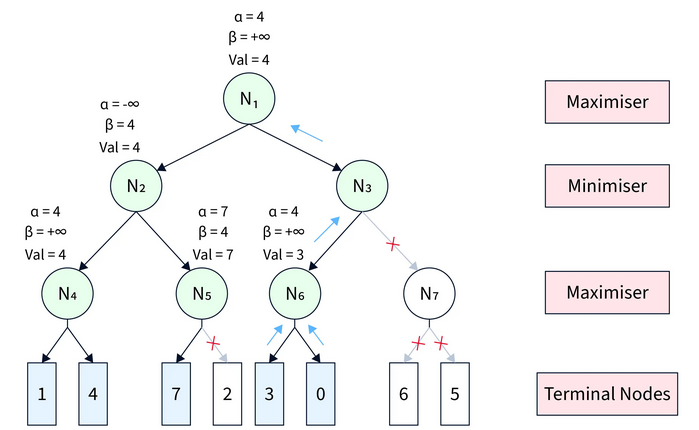 α = 4
β = +∞
Val = 4
N₁
Maximiser
α = -∞
β = 4
Val = 4
N₂
N₃
Minimiser
α = 4
β = +∞
Val = 4
α = 7
β = 4
Val = 7
α = 4
β = +∞
Val = 3
N₄
N₅
N₆
N₇
Maximiser
1
4
7
2
3
0
6
5
Terminal Nodes